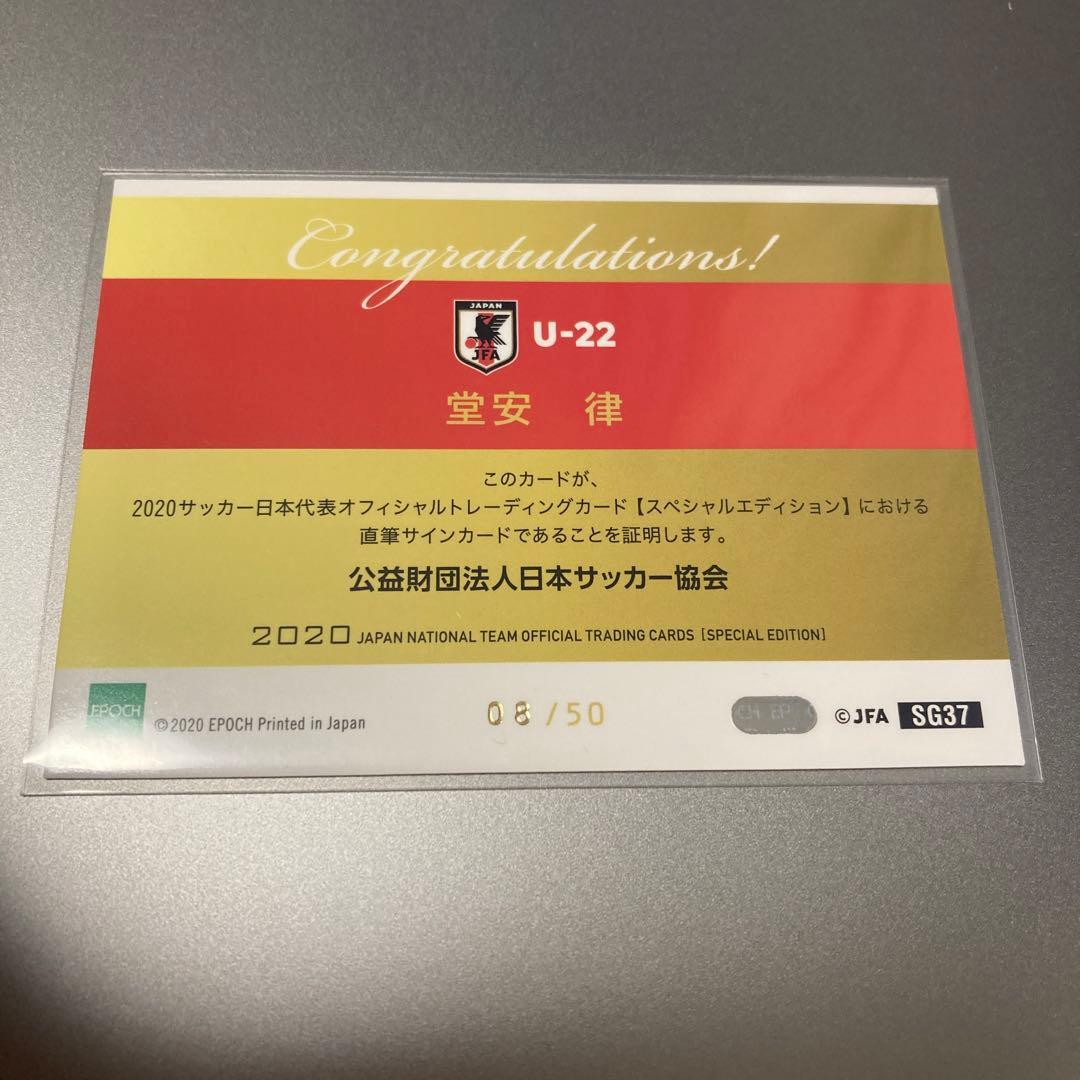 Congratulations!
JAPAN
JFA
U-22
堂安 律
このカードが、
2020サッカー日本代表オフィシャルトレーディングカード【スペシャルエディション】における
直筆サインカードであることを証明します。
公益財団法人日本サッカー協会
2020 JAPAN NATIONAL TEAM OFFICIAL TRADING CARDS [SPECIAL EDITION]
EPOCH ©2020 EPOCH Printed in Japan 08/50 CH EP ©JFA SG37